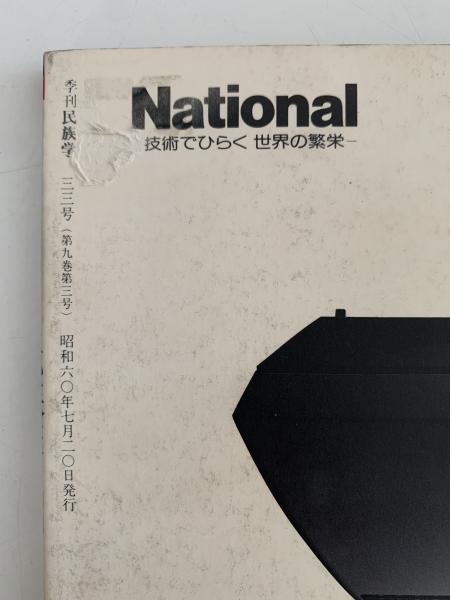 National
技術でひらく 世界の繁栄―
季刊民族学 三三号(第九巻第三号) 昭和六〇年七月二〇日発行